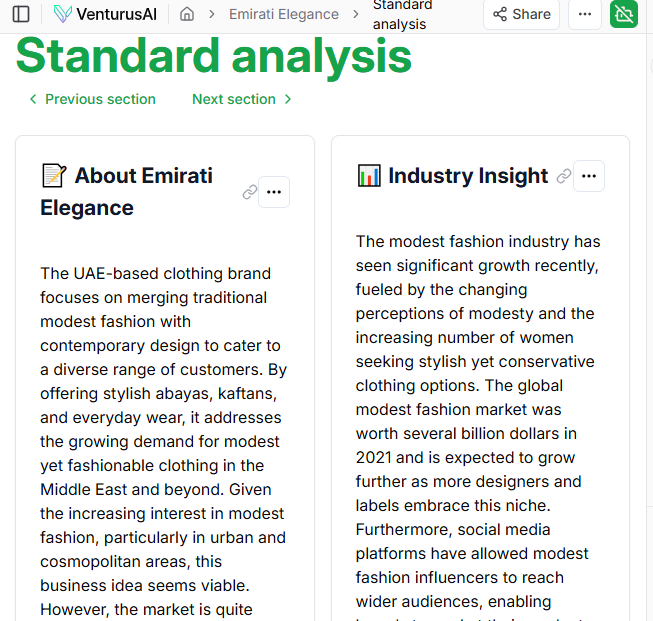 VenturusAI
Emirati Elegance
Standard
analysis
Share
Standard analysis
Previous section
Next section
About Emirati
Elegance
The UAE-based clothing brand
focuses on merging traditional
modest fashion with
contemporary design to cater to
a diverse range of customers. By
offering stylish abayas, kaftans,
and everyday wear, it addresses
the growing demand for modest
yet fashionable clothing in the
Middle East and beyond. Given
the increasing interest in modest
fashion, particularly in urban and
cosmopolitan areas, this
business idea seems viable.
However, the market is quite
Industry Insight
The modest fashion industry has
seen significant growth recently,
fueled by the changing
perceptions of modesty and the
increasing number of women
seeking stylish yet conservative
clothing options. The global
modest fashion market was
worth several billion dollars in
2021 and is expected to grow
further as more designers and
labels embrace this niche.
Furthermore, social media
platforms have allowed modest
fashion influencers to reach
wider audiences, enabling